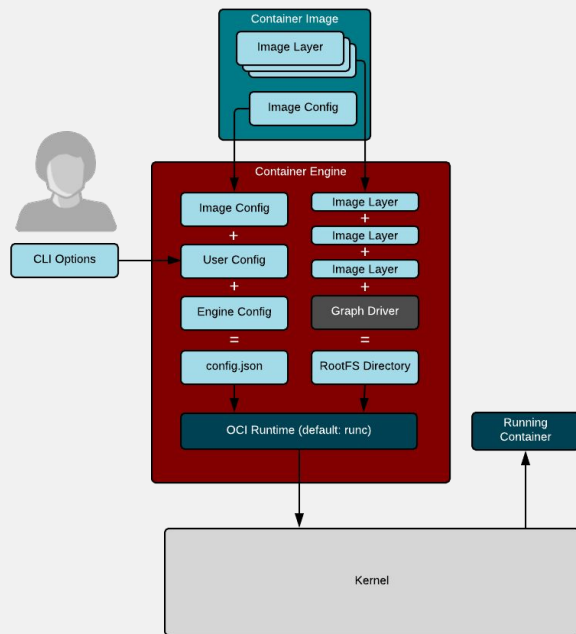 Container Image
Image Layer
Image Config
Container Engine
Image Config
+
User Config
+
Engine Config
=
config.json
Image Layer
+
Image Layer
+
Image Layer
+
Graph Driver
=
RootFS Directory
CLI Options
OCI Runtime (default: runc)
Running
Container
Kernel